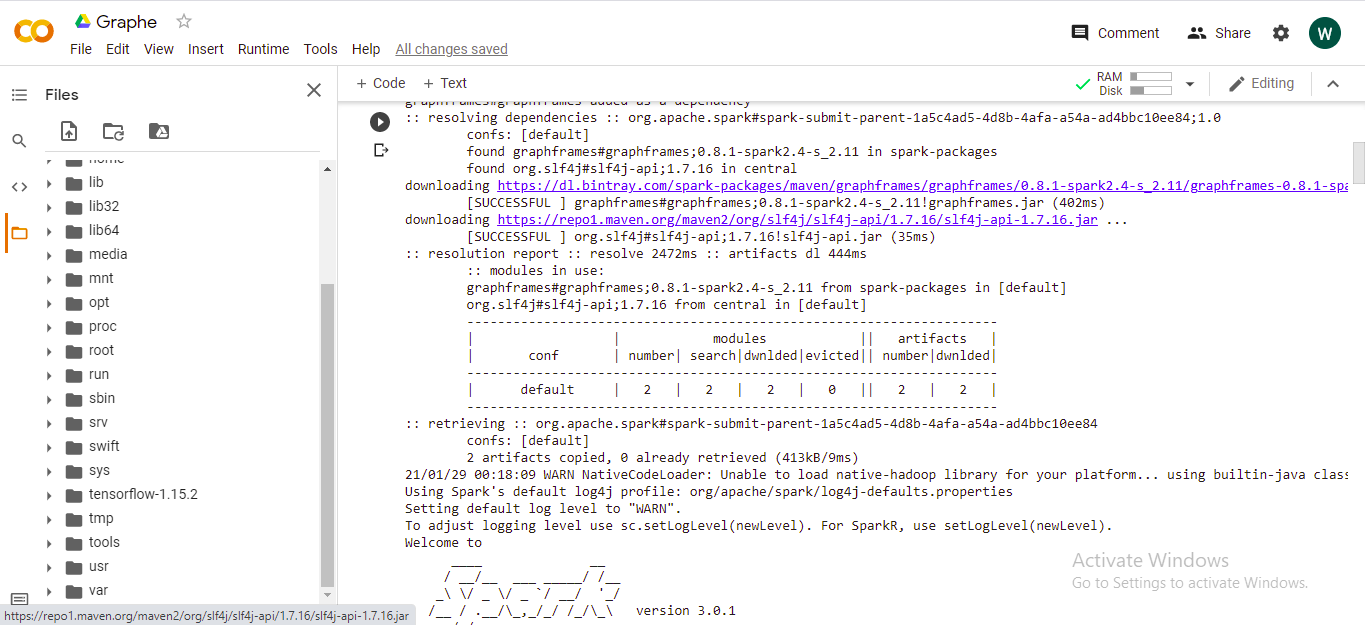 Graphe
File Edit View Insert Runtime Tools Help All changes saved
Comment Share W
Files
+ Code + Text
RAM
Disk
Editing
home
lib
lib32
lib64
media
mnt
opt
proc
root
run
sbin
srv
swift
sys
tensorflow-1.15.2
tmp
tools
usr
var
https://repo1.maven.org/maven2/org/slf4j/slf4j-api/1.7.16/slf4j-api-1.7.16.jar
graphframes#graphframes added as a dependency
:: resolving dependencies :: org.apache.spark#spark-submit-parent-1a5c4ad5-4d8b-4afa-a54a-ad4bbc10ee84;1.0
confs: [default]
found graphframes#graphframes;0.8.1-spark2.4-s_2.11 in spark-packages
found org.slf4j#slf4j-api;1.7.16 in central
downloading https://dl.bintray.com/spark-packages/maven/graphframes/graphframes/0.8.1-spark2.4-s_2.11/graphframes-0.8.1-spa
[SUCCESSFUL ] graphframes#graphframes;0.8.1-spark2.4-s_2.11!graphframes.jar (402ms)
downloading https://repo1.maven.org/maven2/org/slf4j/slf4j-api/1.7.16/slf4j-api-1.7.16.jar ...
[SUCCESSFUL ] org.slf4j#slf4j-api;1.7.16!slf4j-api.jar (35ms)
:: resolution report :: resolve 2472ms :: artifacts dl 444ms
:: modules in use:
graphframes#graphframes;0.8.1-spark2.4-s_2.11 from spark-packages in [default]
org.slf4j#slf4j-api;1.7.16 from central in [default]
---------------------------------------------------------------------
| | modules || artifacts |
| conf | number| search|dwnlded|evicted|| number|dwnlded|
---------------------------------------------------------------------
| default | 2 | 2 | 2 | 0 || 2 | 2 |
---------------------------------------------------------------------
:: retrieving :: org.apache.spark#spark-submit-parent-1a5c4ad5-4d8b-4afa-a54a-ad4bbc10ee84
confs: [default]
2 artifacts copied, 0 already retrieved (413kB/9ms)
21/01/29 00:18:09 WARN NativeCodeLoader: Unable to load native-hadoop library for your platform... using builtin-java class
Using Spark's default log4j profile: org/apache/spark/log4j-defaults.properties
Setting default log level to "WARN".
To adjust logging level use sc.setLogLevel(newLevel). For SparkR, use setLogLevel(newLevel).
Welcome to
version 3.0.1
Activate Windows
Go to Settings to activate Windows.